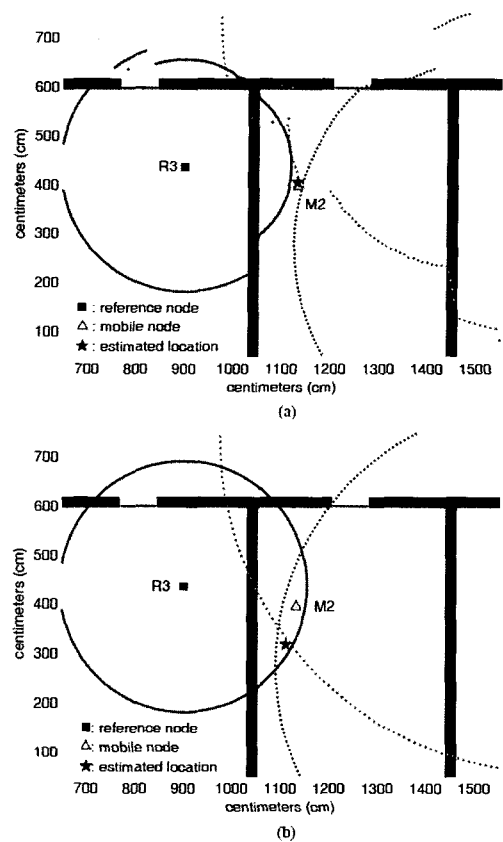 700
600
500
400
300
200
100
centimeters (cm)
R3
M2
■: reference node
△: mobile node
★: estimated location
700 800 900 1000 1100 1200 1300 1400 1500
centimeters (cm)
(a)
700
600
500
400
300
200
100
centimeters (cm)
R3
M2
■: reference node
△: mobile node
★: estimated location
700 800 900 1000 1100 1200 1300 1400 1500
centimeters (cm)
(b)